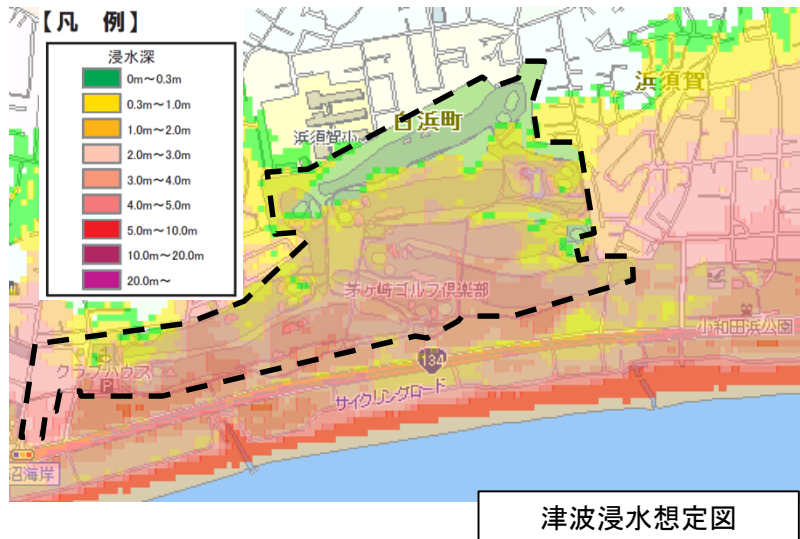 【凡 例】
浸水深
0m～0.3m
0.3m～1.0m
1.0m～2.0m
2.0m～3.0m
3.0m～4.0m
4.0m～5.0m
5.0m～10.0m
10.0m～20.0m
20.0m～
浜須賀
白浜町
浜須賀小
茅ヶ崎ゴルフ倶楽部
小和田浜公園
134
クラブハウス
P
サイクリングロード
沼海岸
津波浸水想定図